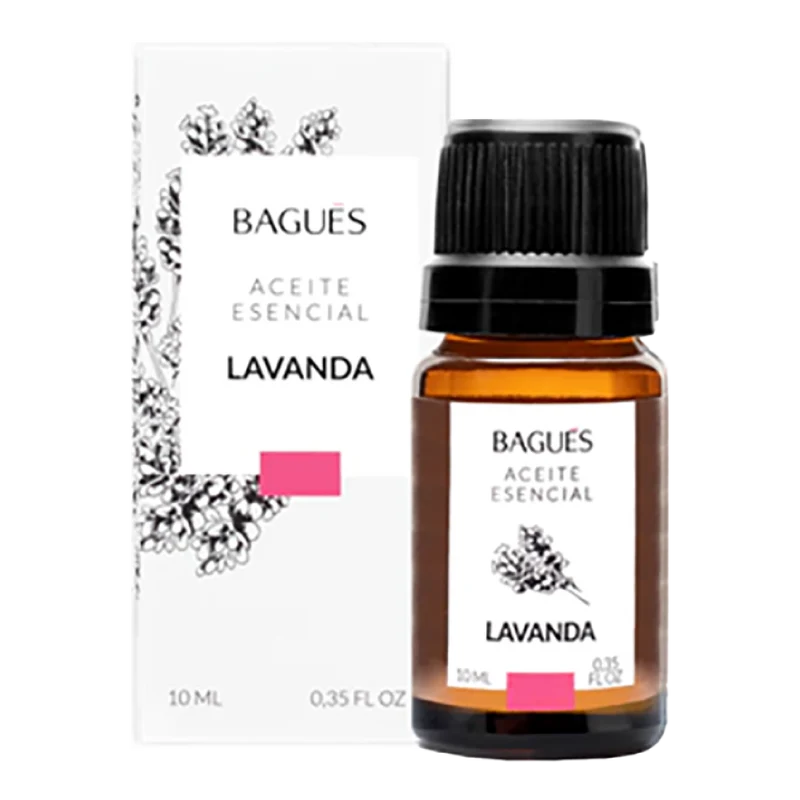 BAGUĒS
ACEITE
ESENCIAL
LAVANDA
10 ML
0,35 FL OZ
BAGUÉS
ACEITE
ESENCIAL
LAVANDA
10 ML
0.35
FL OZ